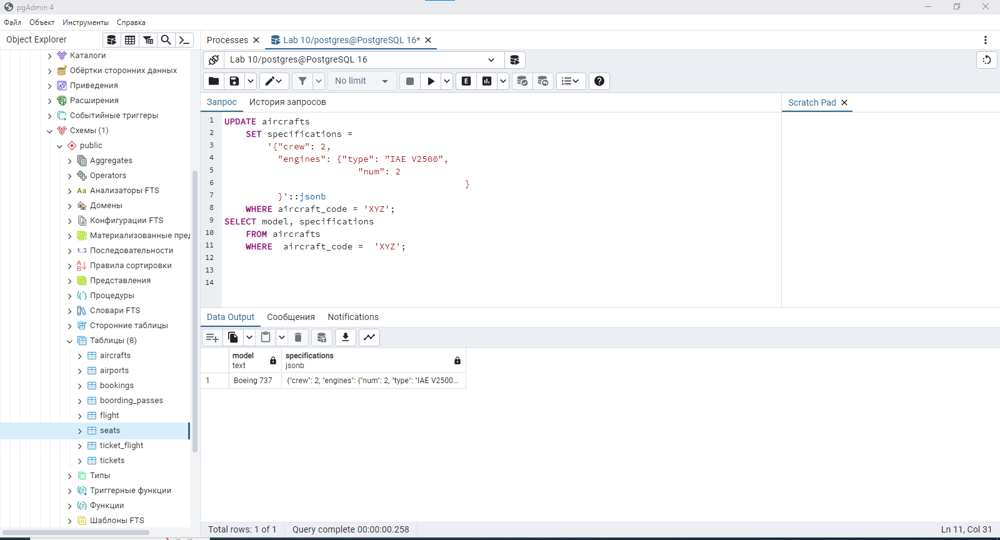 pgAdmin 4
Файл Объект Инструменты Справка
Object Explorer
Каталоги
Обёртки сторонних данных
Приведения
Расширения
Событийные триггеры
Схемы (1)
public
Aggregates
Operators
Aa Анализаторы FTS
Домены
Конфигурации FTS
Материализованные пред
1..3 Последовательности
Правила сортировки
Представления
Процедуры
Словари FTS
Сторонние таблицы
Таблицы (8)
aircrafts
airports
bookings
boording_passes
flight
seats
ticket_flight
tickets
Типы
Триггерные функции
Функции
Шаблоны FTS
Processes Lab 10/postgres@PostgreSQL 16*
Lab 10/postgres@PostgreSQL 16
No limit E
Запрос История запросов
Scratch Pad
1 UPDATE aircrafts
2 SET specifications =
3 '{"crew": 2,
4 "engines": {"type": "IAE V2500",
5 "num": 2
6 }
7 }'::jsonb
8 WHERE aircraft_code = 'XYZ';
9 SELECT model, specifications
10 FROM aircrafts
11 WHERE aircraft_code = 'XYZ';
12
13
14
Data Output Сообщения Notifications
model specifications
text jsonb
1 Boeing 737 {"crew": 2, "engines": {"num": 2, "type": "IAE V2500...
Total rows: 1 of 1 Query complete 00:00:00.258 Ln 11, Col 31